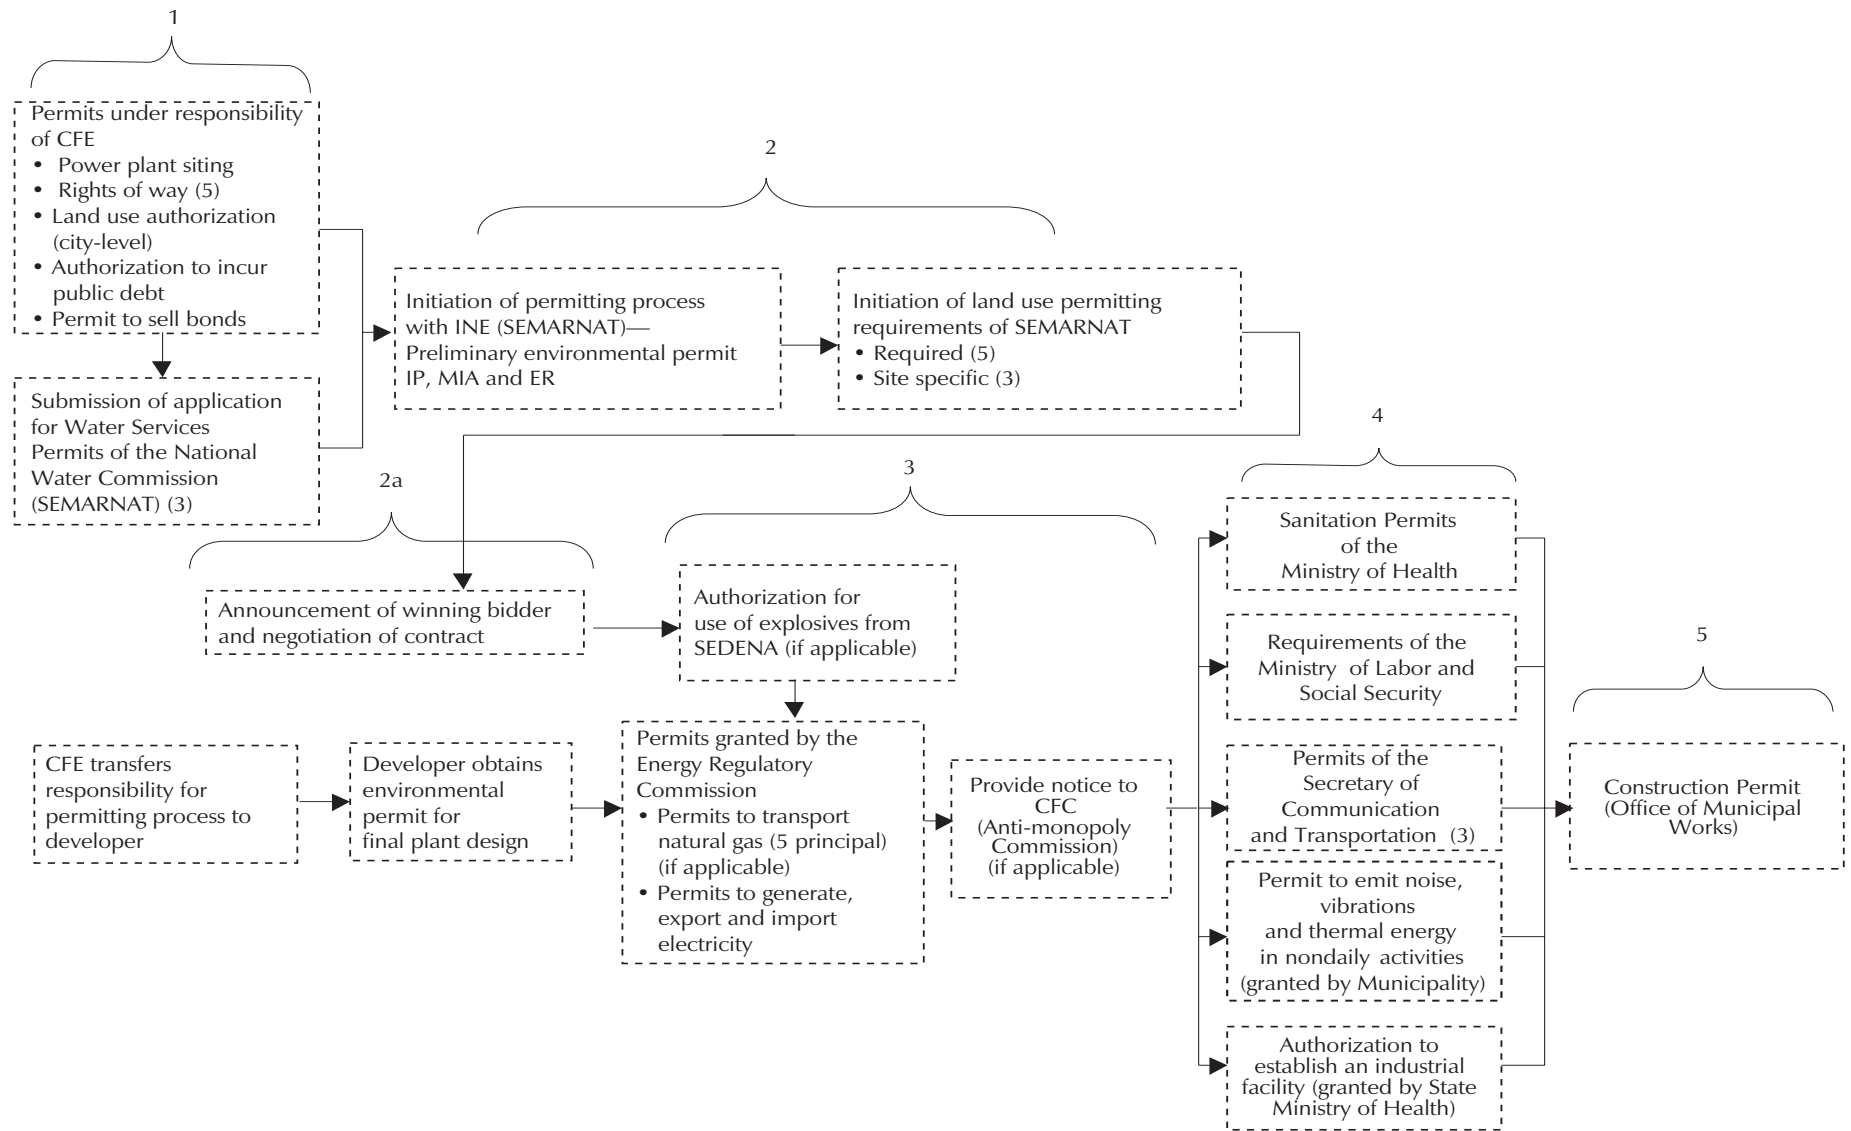 1
Permits under responsibility
of CFE
• Power plant siting
• Rights of way (5)
• Land use authorization
(city-level)
• Authorization to incur
public debt
• Permit to sell bonds
Submission of application
for Water Services
Permits of the National
Water Commission
(SEMARNAT) (3)
2
Initiation of permitting process
with INE (SEMARNAT)—
Preliminary environmental permit
IP, MIA and ER
Initiation of land use permitting
requirements of SEMARNAT
• Required (5)
• Site specific (3)
2a
Announcement of winning bidder
and negotiation of contract
CFE transfers
responsibility for
permitting process to
developer
Developer obtains
environmental
permit for
final plant design
3
Authorization for
use of explosives from
SEDENA (if applicable)
Permits granted by the
Energy Regulatory
Commission
• Permits to transport
natural gas (5 principal)
(if applicable)
• Permits to generate,
export and import
electricity
Provide notice to
CFC
(Anti-monopoly
Commission)
(if applicable)
4
Sanitation Permits
of the
Ministry of Health
Requirements of the
Ministry of Labor and
Social Security
Permits of the
Secretary of
Communication
and Transportation (3)
Permit to emit noise,
vibrations
and thermal energy
in nondaily activities
(granted by Municipality)
Authorization to
establish an industrial
facility (granted by State
Ministry of Health)
5
Construction Permit
(Office of Municipal
Works)